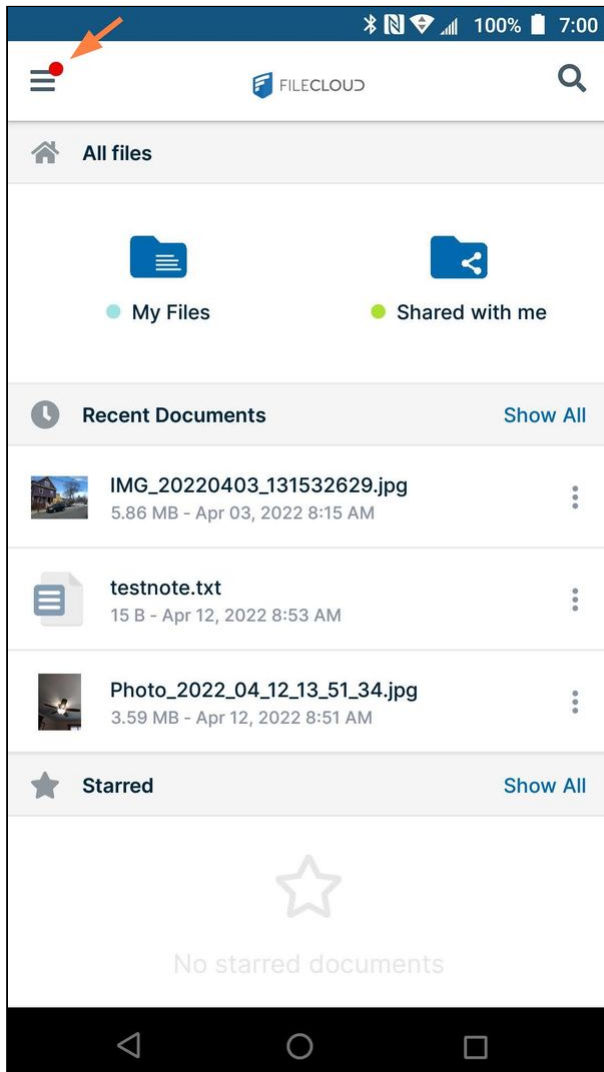 100% 7:00
FILECLOUD
All files
My Files
Shared with me
Recent Documents Show All
IMG_20220403_131532629.jpg
5.86 MB - Apr 03, 2022 8:15 AM
testnote.txt
15 B - Apr 12, 2022 8:53 AM
Photo_2022_04_12_13_51_34.jpg
3.59 MB - Apr 12, 2022 8:51 AM
Starred Show All
No starred documents